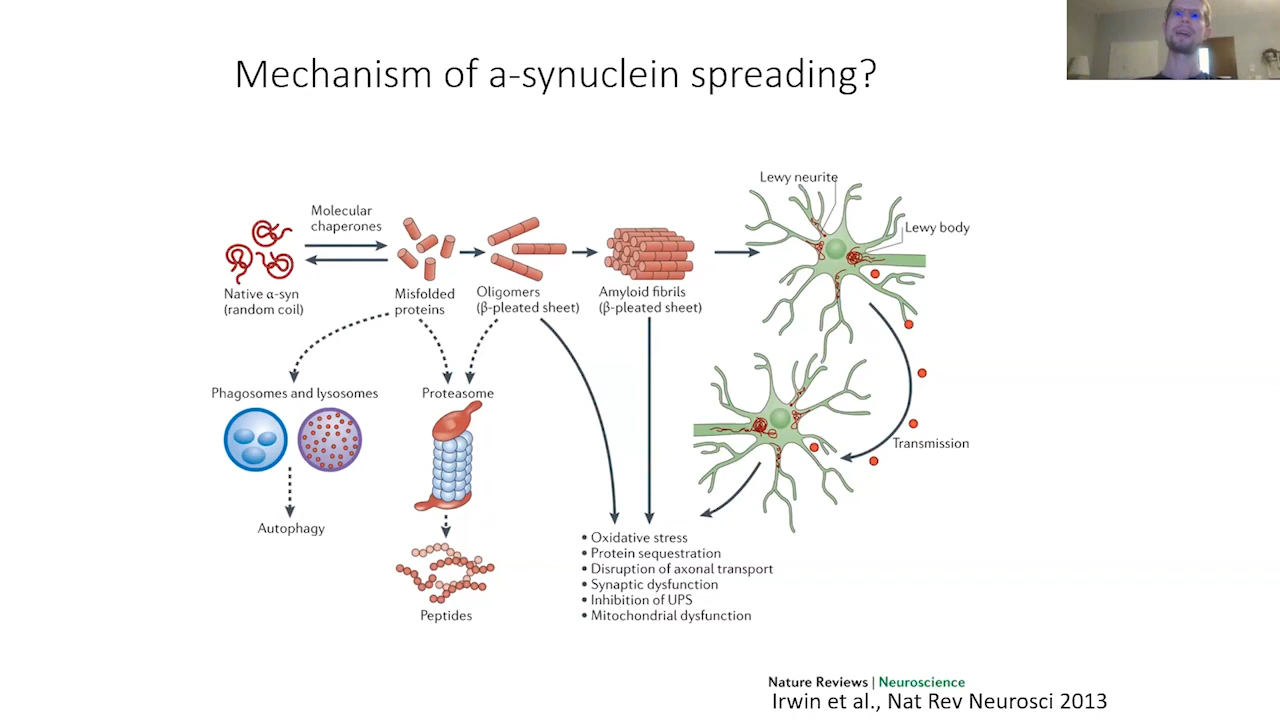 Mechanism of a-synuclein spreading?
Lewy neurite
Molecular
chaperones
Lewy body
Native α-syn
(random coil)
Misfolded
proteins
Oligomers
(β-pleated sheet)
Amyloid fibrils
(β-pleated sheet)
Phagosomes and lysosomes
Proteasome
Transmission
Autophagy
• Oxidative stress
• Protein sequestration
• Disruption of axonal transport
• Synaptic dysfunction
• Inhibition of UPS
• Mitochondrial dysfunction
Peptides
Nature Reviews | Neuroscience
Irwin et al., Nat Rev Neurosci 2013